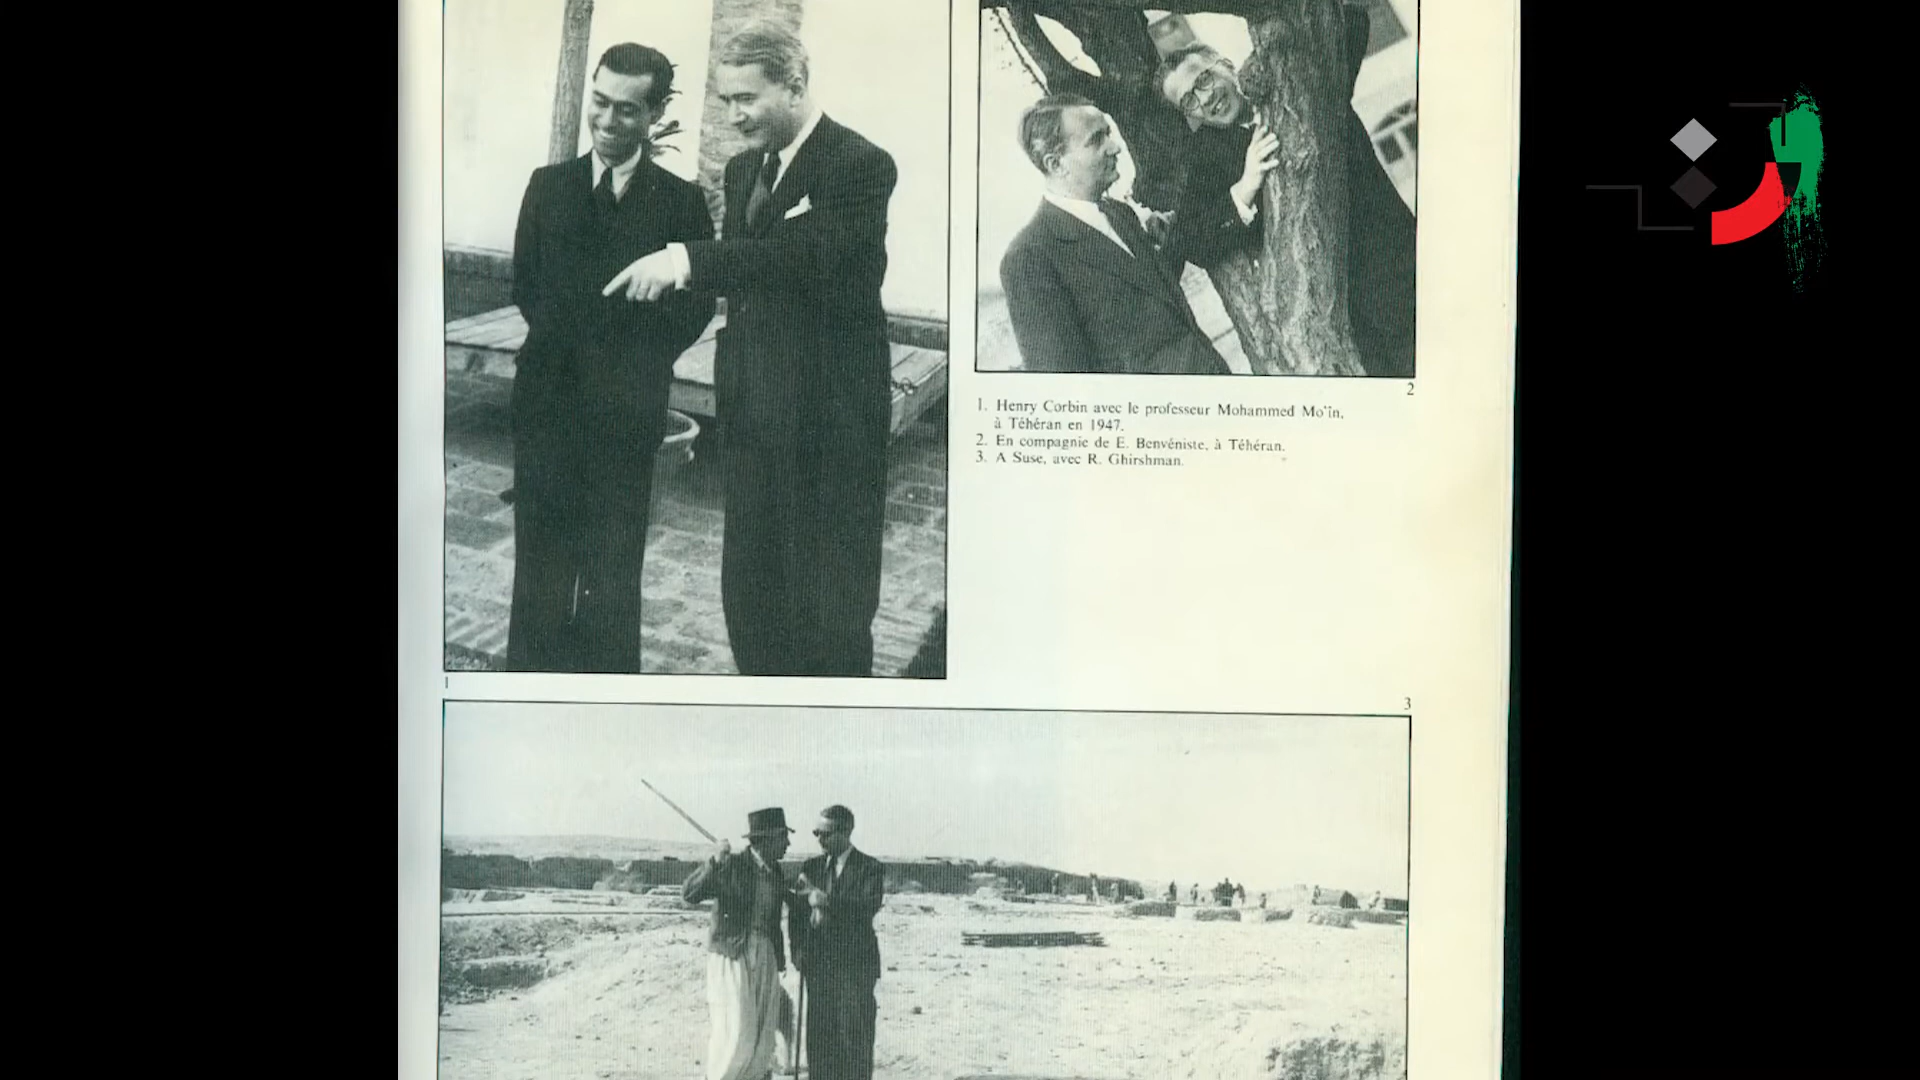 2
1. Henry Corbin avec le professeur Mohammed Mo'în,
à Téhéran en 1947.
2. En compagnie de E. Benvéniste, à Téhéran.
3. A Suse, avec R. Ghirshman.
1
3